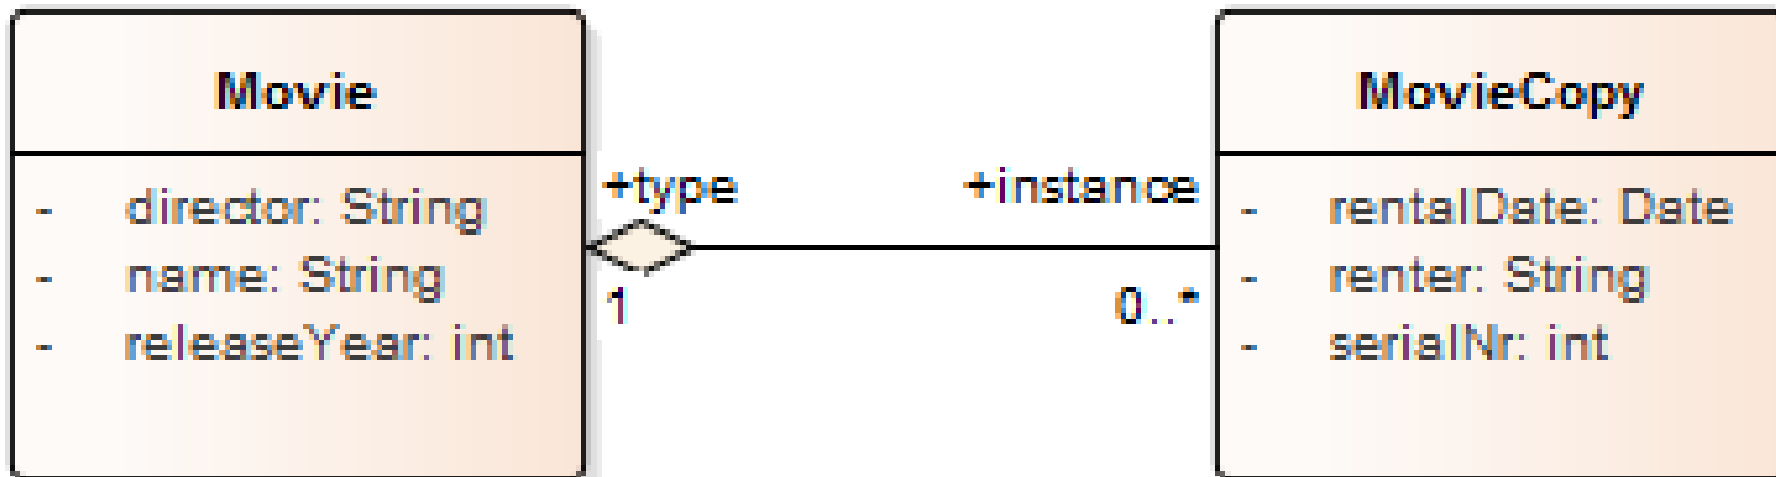 Movie
- director: String
- name: String
- releaseYear: int
+type
1
+instance
0..*
MovieCopy
- rentalDate: Date
- renter: String
- serialNr: int